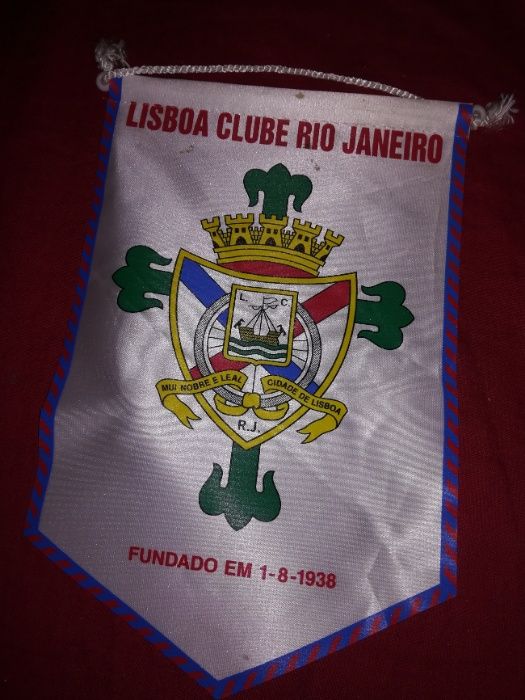 LISBOA CLUBE RIO JANEIRO
L. C.
MUI NOBRE E LEAL
CIDADE DE LISBOA
R.J.
FUNDADO EM 1-8-1938